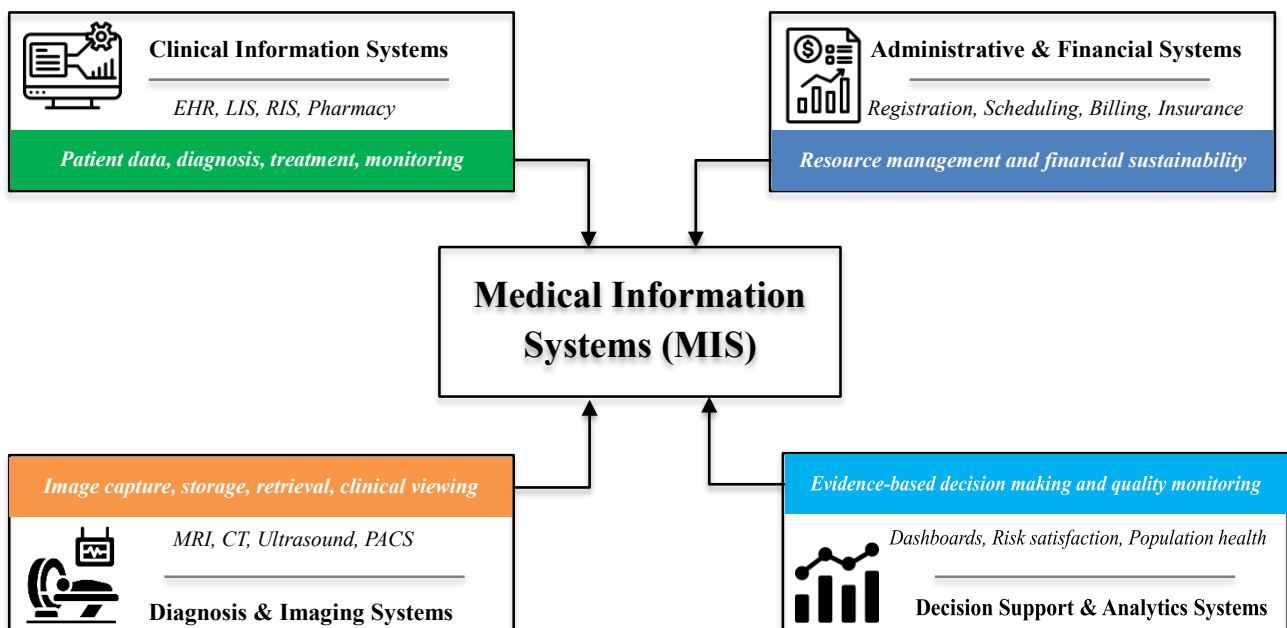 Clinical Information Systems
EHR, LIS, RIS, Pharmacy
Patient data, diagnosis, treatment, monitoring
Administrative & Financial Systems
Registration, Scheduling, Billing, Insurance
Resource management and financial sustainability
Medical Information
Systems (MIS)
Image capture, storage, retrieval, clinical viewing
MRI, CT, Ultrasound, PACS
Diagnosis & Imaging Systems
Evidence-based decision making and quality monitoring
Dashboards, Risk satisfaction, Population health
Decision Support & Analytics Systems